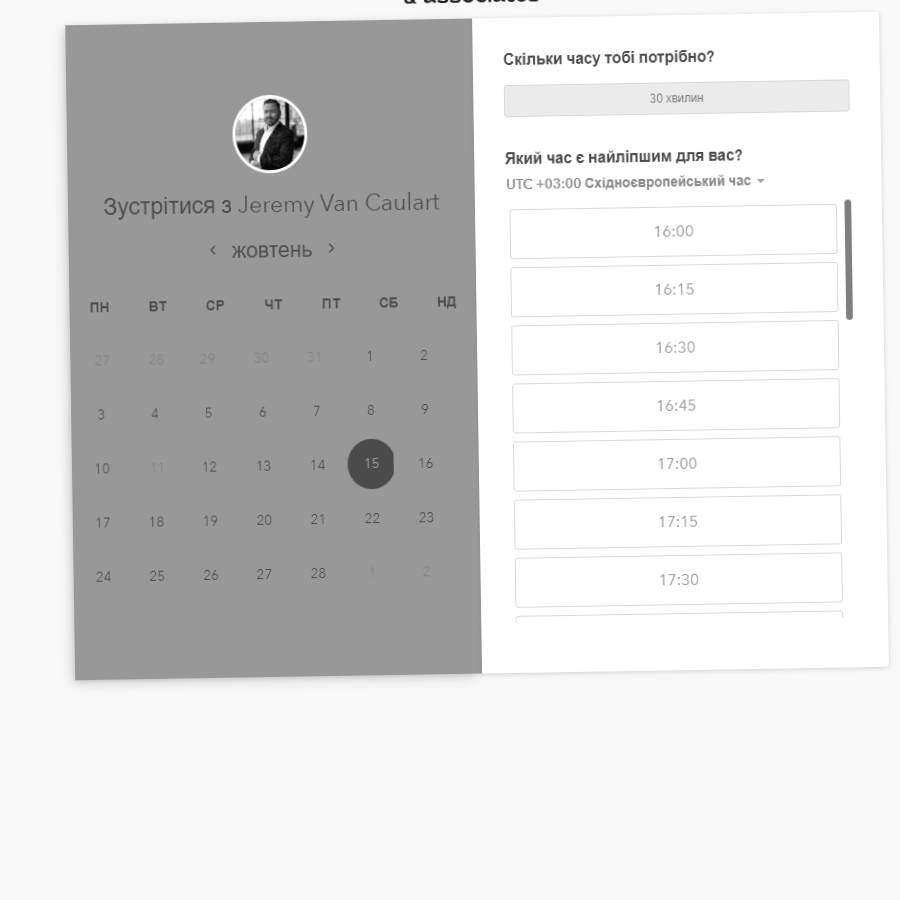 & associates
Зустрітися з Jeremy Van Caulart
жовтень
ПН ВТ СР ЧТ ПТ СБ НД
27 28 29 30 31 1 2
3 4 5 6 7 8 9
10 11 12 13 14 15 16
17 18 19 20 21 22 23
24 25 26 27 28 1 2
Скільки часу тобі потрібно?
30 хвилин
Який час є найліпшим для вас?
UTC +03:00 Східноєвропейський час
16:00
16:15
16:30
16:45
17:00
17:15
17:30